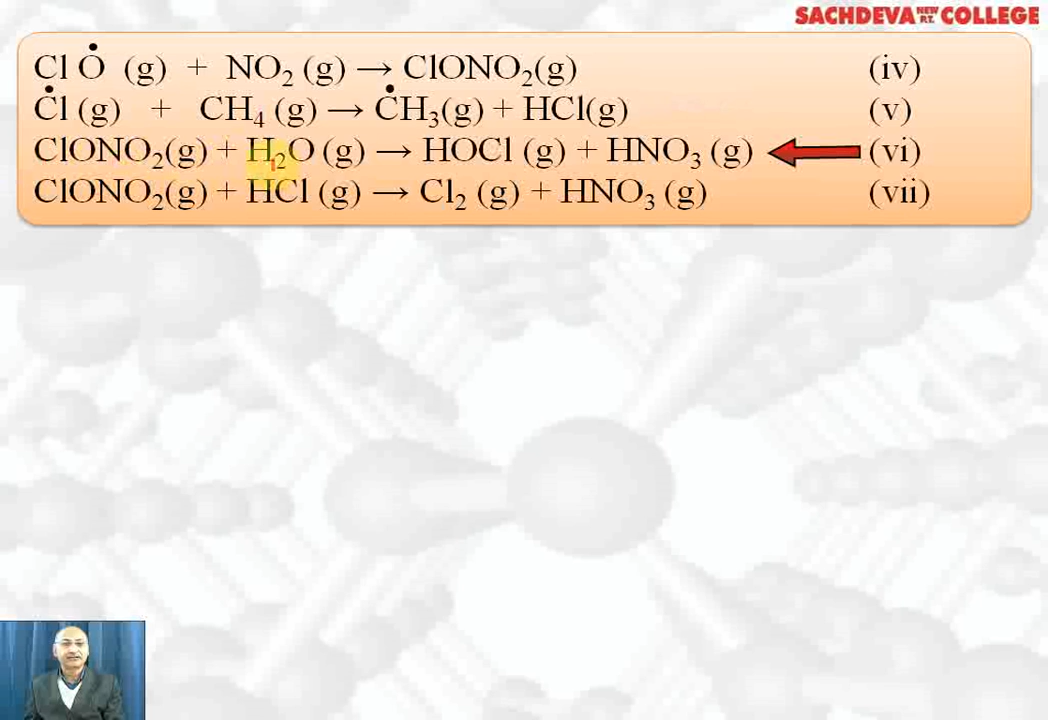 SACHDEVA NEW P.T. COLLEGE
Cl Ȯ (g) + NO₂ (g) → ClONO₂(g) (iv)
Ċl (g) + CH₄ (g) → ĊH₃(g) + HCl(g) (v)
ClONO₂(g) + H₂O (g) → HOCl (g) + HNO₃ (g) (vi)
ClONO₂(g) + HCl (g) → Cl₂ (g) + HNO₃ (g) (vii)